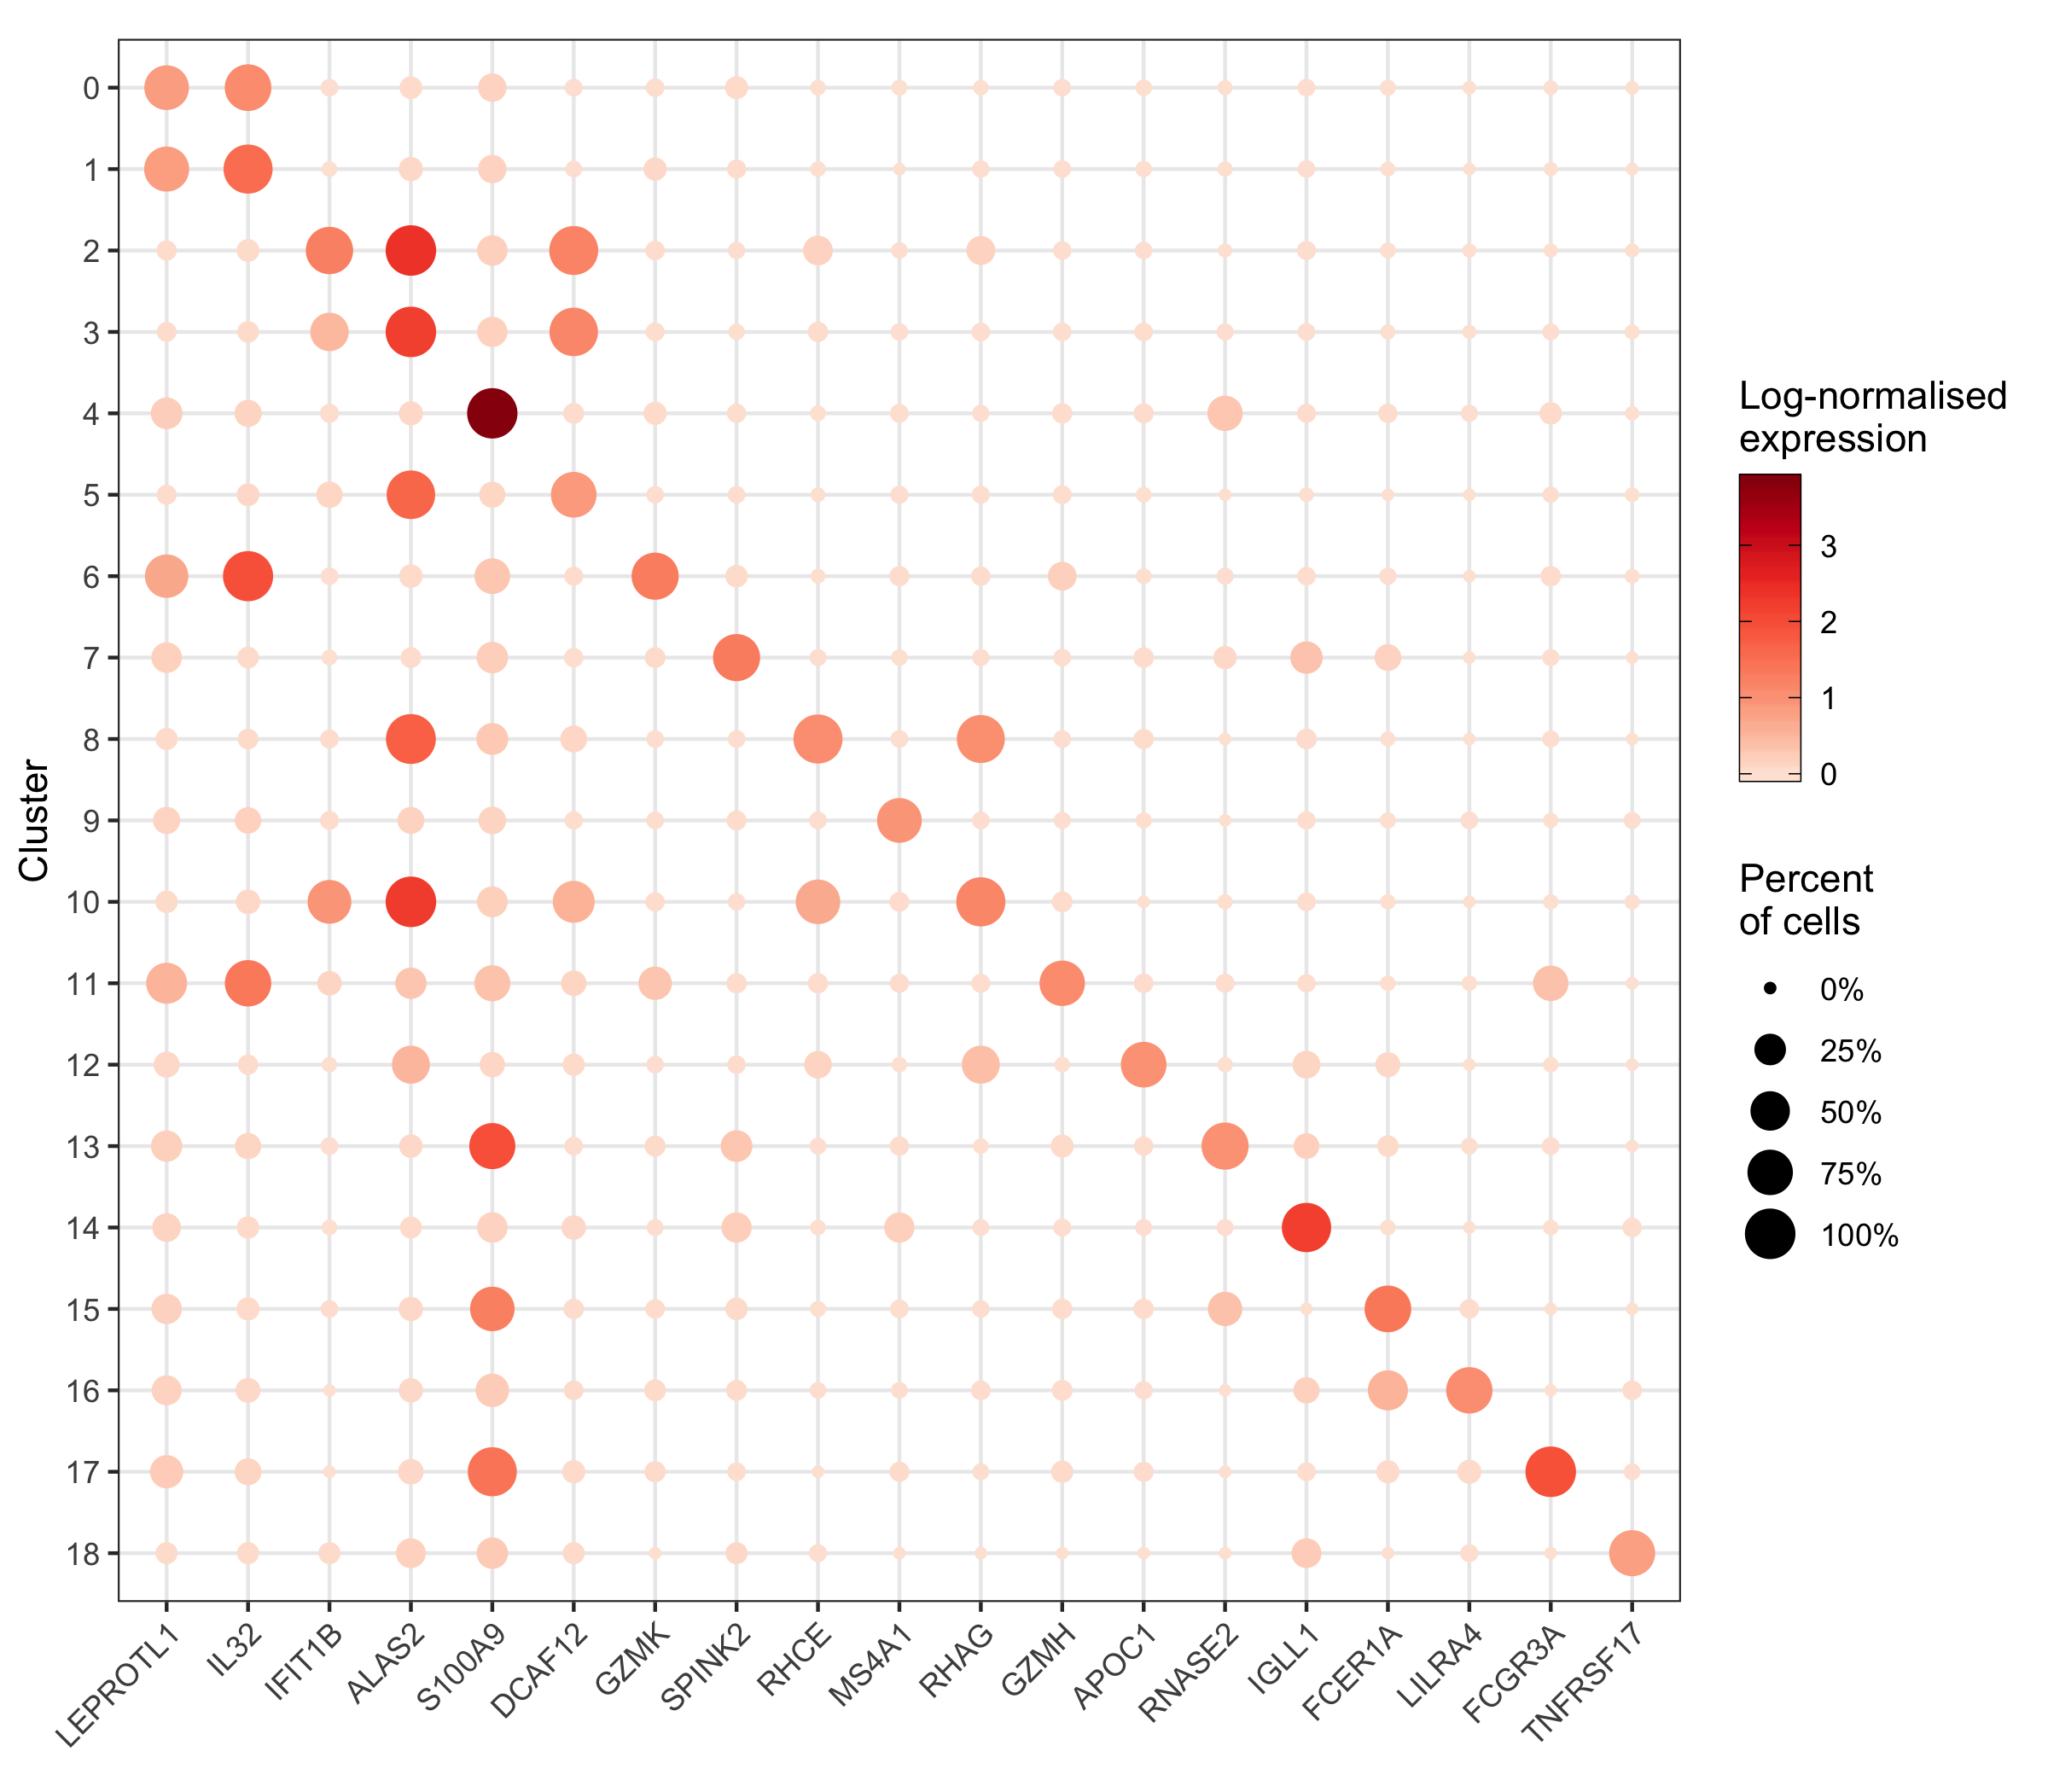 0
1
2
3
4
5
6
7
8
9
10
11
12
13
14
15
16
17
18
Cluster
LEPROTL1
IL32
IFIT1B
ALAS2
S100A9
DCAF12
GZMK
SPINK2
RHCE
MS4A1
RHAG
GZMH
APOC1
RNASE2
IGLL1
FCER1A
LILRA4
FCGR3A
TNFRSF17
Log-normalised
expression
3
2
1
0
Percent
of cells
0%
25%
50%
75%
100%